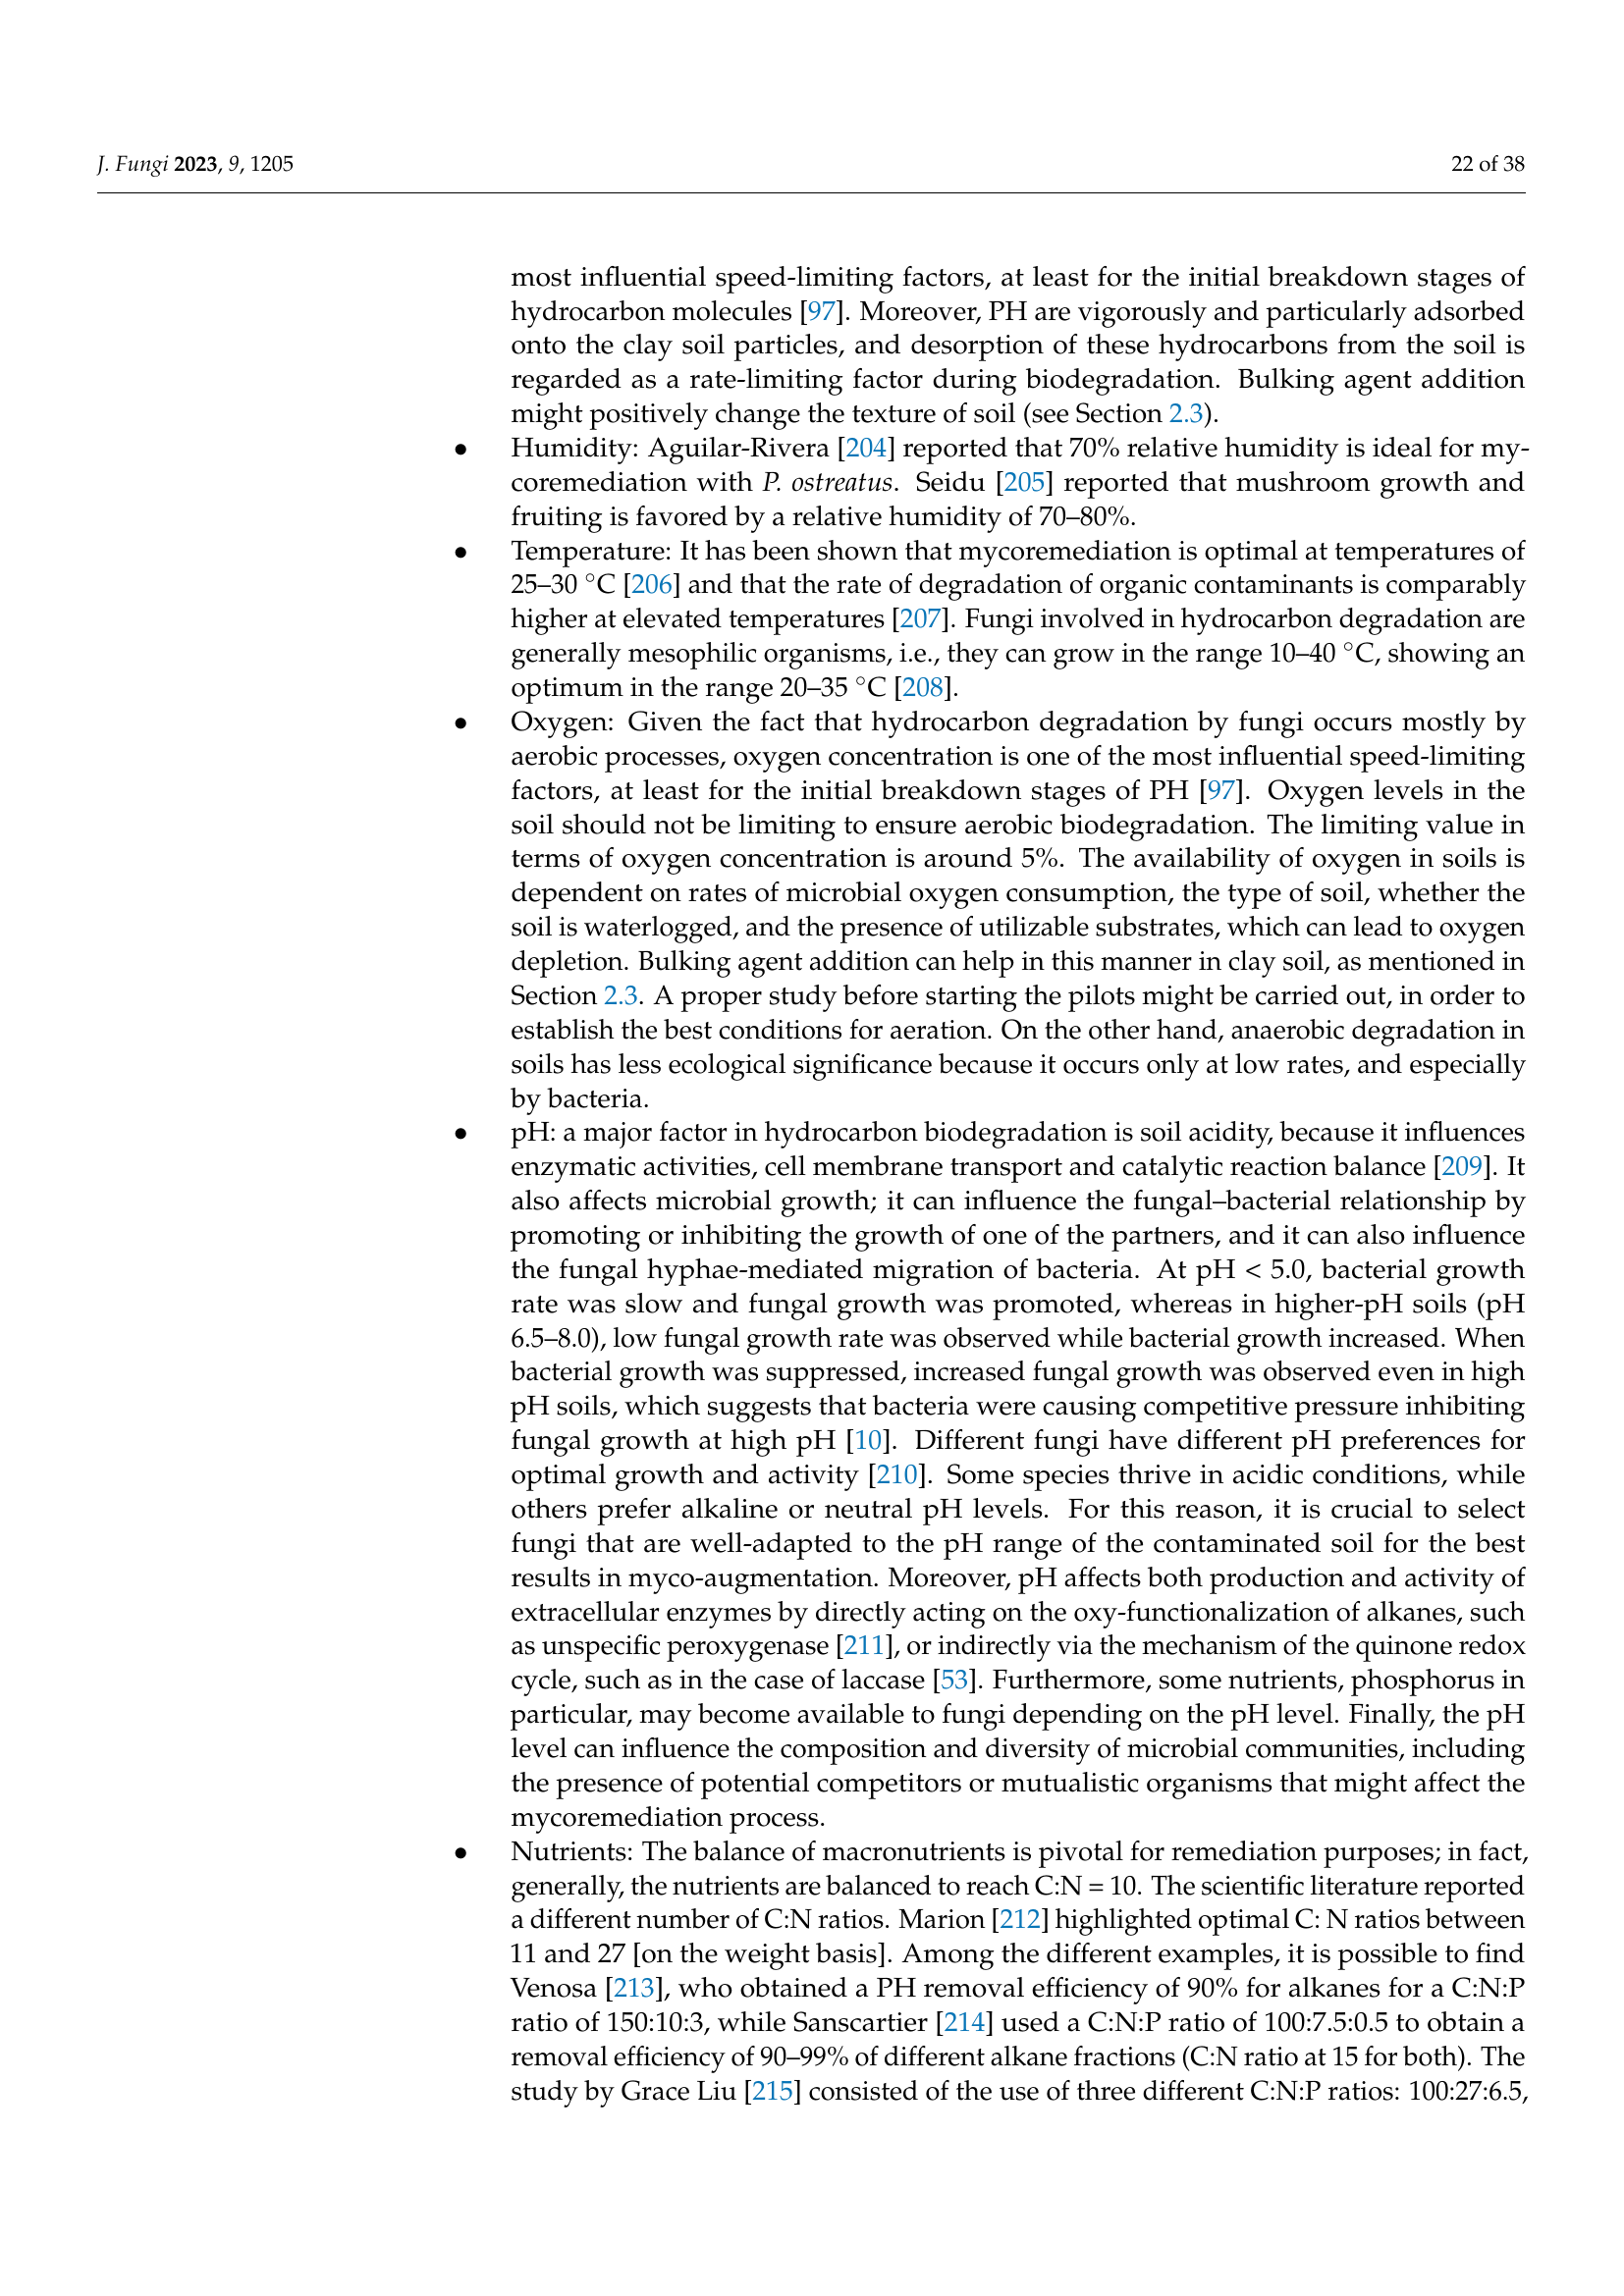 J. Fungi 2023, 9, 1205
22 of 38
most influential speed-limiting factors, at least for the initial breakdown stages of
hydrocarbon molecules [97]. Moreover, PH are vigorously and particularly adsorbed
onto the clay soil particles, and desorption of these hydrocarbons from the soil is
regarded as a rate-limiting factor during biodegradation. Bulking agent addition
might positively change the texture of soil (see Section 2.3).
• Humidity: Aguilar-Rivera [204] reported that 70% relative humidity is ideal for my-
coremediation with P. ostreatus. Seidu [205] reported that mushroom growth and
fruiting is favored by a relative humidity of 70–80%.
• Temperature: It has been shown that mycoremediation is optimal at temperatures of
25–30 °C [206] and that the rate of degradation of organic contaminants is comparably
higher at elevated temperatures [207]. Fungi involved in hydrocarbon degradation are
generally mesophilic organisms, i.e., they can grow in the range 10–40 °C, showing an
optimum in the range 20–35 °C [208].
• Oxygen: Given the fact that hydrocarbon degradation by fungi occurs mostly by
aerobic processes, oxygen concentration is one of the most influential speed-limiting
factors, at least for the initial breakdown stages of PH [97]. Oxygen levels in the
soil should not be limiting to ensure aerobic biodegradation. The limiting value in
terms of oxygen concentration is around 5%. The availability of oxygen in soils is
dependent on rates of microbial oxygen consumption, the type of soil, whether the
soil is waterlogged, and the presence of utilizable substrates, which can lead to oxygen
depletion. Bulking agent addition can help in this manner in clay soil, as mentioned in
Section 2.3. A proper study before starting the pilots might be carried out, in order to
establish the best conditions for aeration. On the other hand, anaerobic degradation in
soils has less ecological significance because it occurs only at low rates, and especially
by bacteria.
• pH: a major factor in hydrocarbon biodegradation is soil acidity, because it influences
enzymatic activities, cell membrane transport and catalytic reaction balance [209]. It
also affects microbial growth; it can influence the fungal–bacterial relationship by
promoting or inhibiting the growth of one of the partners, and it can also influence
the fungal hyphae-mediated migration of bacteria. At pH < 5.0, bacterial growth
rate was slow and fungal growth was promoted, whereas in higher-pH soils (pH
6.5–8.0), low fungal growth rate was observed while bacterial growth increased. When
bacterial growth was suppressed, increased fungal growth was observed even in high
pH soils, which suggests that bacteria were causing competitive pressure inhibiting
fungal growth at high pH [10]. Different fungi have different pH preferences for
optimal growth and activity [210]. Some species thrive in acidic conditions, while
others prefer alkaline or neutral pH levels. For this reason, it is crucial to select
fungi that are well-adapted to the pH range of the contaminated soil for the best
results in myco-augmentation. Moreover, pH affects both production and activity of
extracellular enzymes by directly acting on the oxy-functionalization of alkanes, such
as unspecific peroxygenase [211], or indirectly via the mechanism of the quinone redox
cycle, such as in the case of laccase [53]. Furthermore, some nutrients, phosphorus in
particular, may become available to fungi depending on the pH level. Finally, the pH
level can influence the composition and diversity of microbial communities, including
the presence of potential competitors or mutualistic organisms that might affect the
mycoremediation process.
• Nutrients: The balance of macronutrients is pivotal for remediation purposes; in fact,
generally, the nutrients are balanced to reach C:N = 10. The scientific literature reported
a different number of C:N ratios. Marion [212] highlighted optimal C: N ratios between
11 and 27 [on the weight basis]. Among the different examples, it is possible to find
Venosa [213], who obtained a PH removal efficiency of 90% for alkanes for a C:N:P
ratio of 150:10:3, while Sanscartier [214] used a C:N:P ratio of 100:7.5:0.5 to obtain a
removal efficiency of 90–99% of different alkane fractions (C:N ratio at 15 for both). The
study by Grace Liu [215] consisted of the use of three different C:N:P ratios: 100:27:6.5,